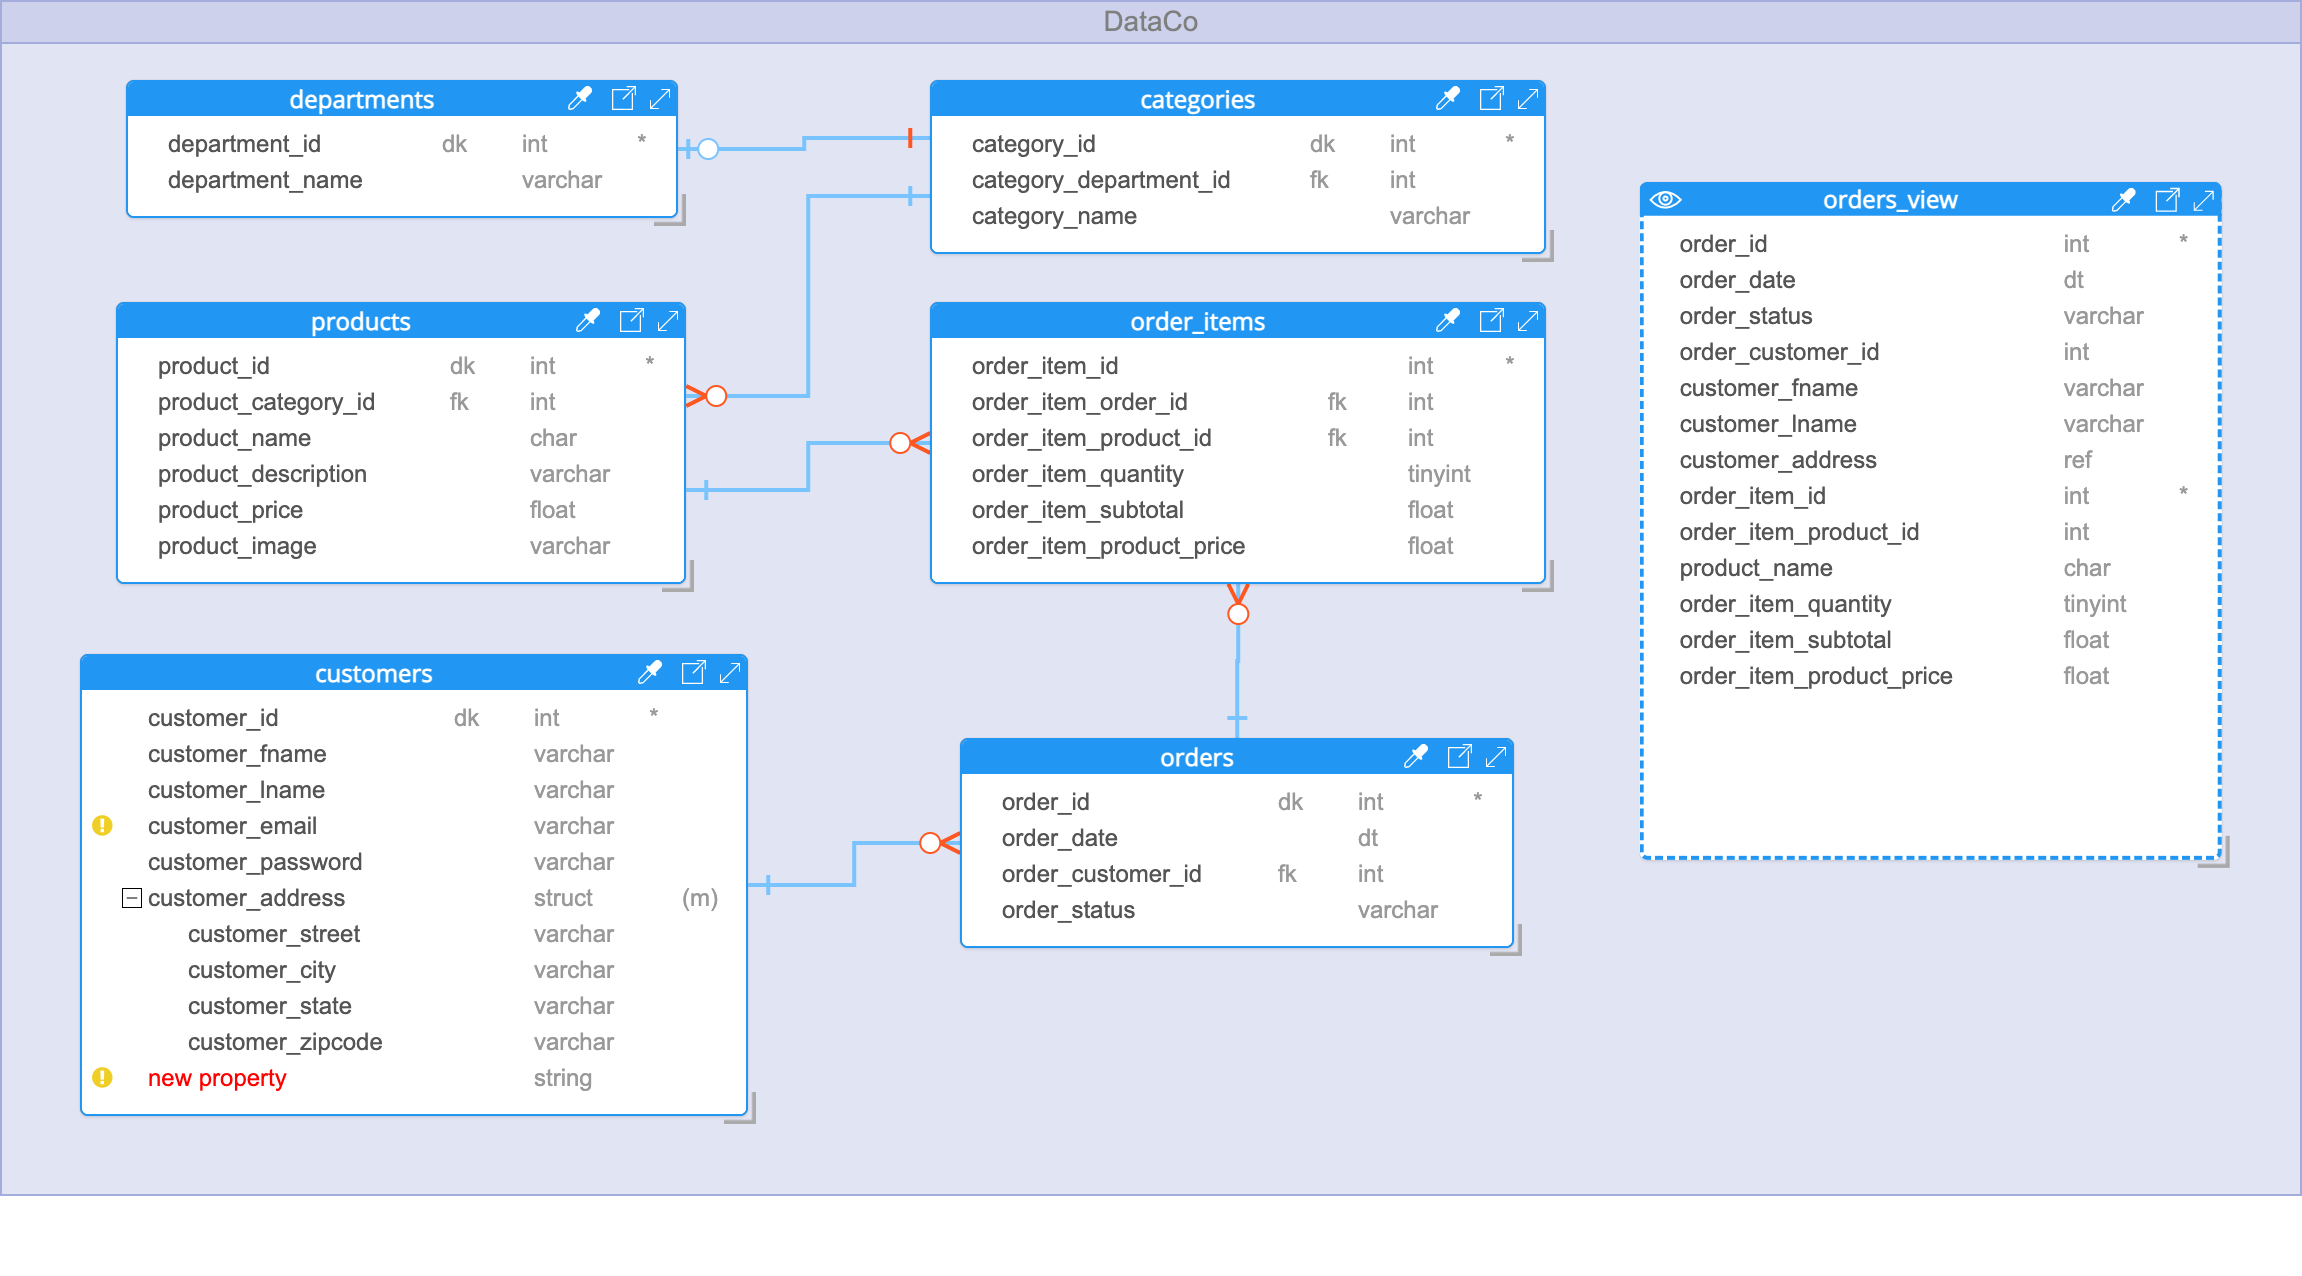 DataCo
departments
department_id dk int *
department_name varchar
categories
category_id dk int *
category_department_id fk int
category_name varchar
products
product_id dk int *
product_category_id fk int
product_name char
product_description varchar
product_price float
product_image varchar
order_items
order_item_id int *
order_item_order_id fk int
order_item_product_id fk int
order_item_quantity tinyint
order_item_subtotal float
order_item_product_price float
orders_view
order_id int *
order_date dt
order_status varchar
order_customer_id int
customer_fname varchar
customer_lname varchar
customer_address ref
order_item_id int *
order_item_product_id int
product_name char
order_item_quantity tinyint
order_item_subtotal float
order_item_product_price float
customers
customer_id dk int *
customer_fname varchar
customer_lname varchar
customer_email varchar
customer_password varchar
customer_address struct (m)
customer_street varchar
customer_city varchar
customer_state varchar
customer_zipcode varchar
new property string
orders
order_id dk int *
order_date dt
order_customer_id fk int
order_status varchar